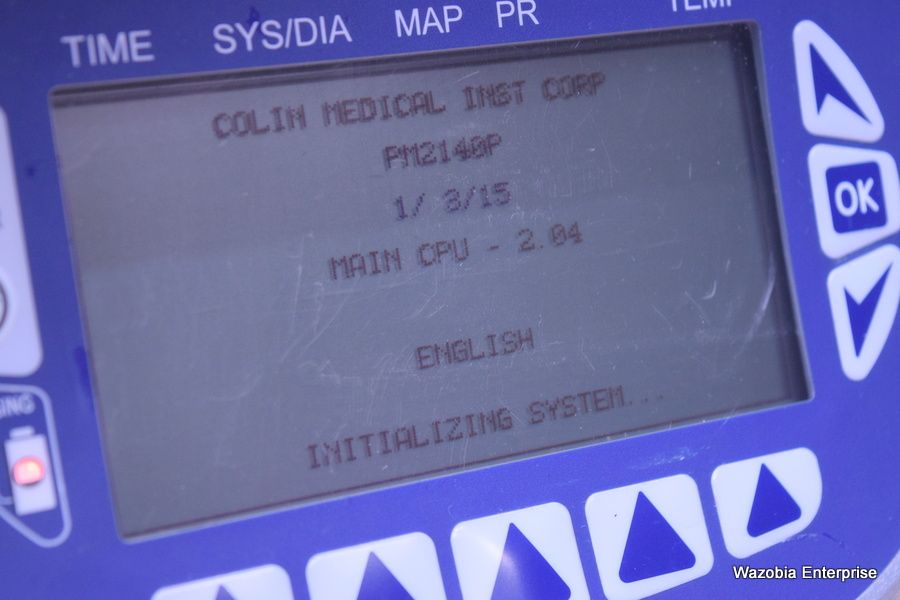 TIME SYS/DIA MAP PR
COLIN MEDICAL INST CORP
PM2140P
1/ 3/15
MAIN CPU - 2.04
OK
ENGLISH
INITIALIZING SYSTEM...
Wazobia Enterprise